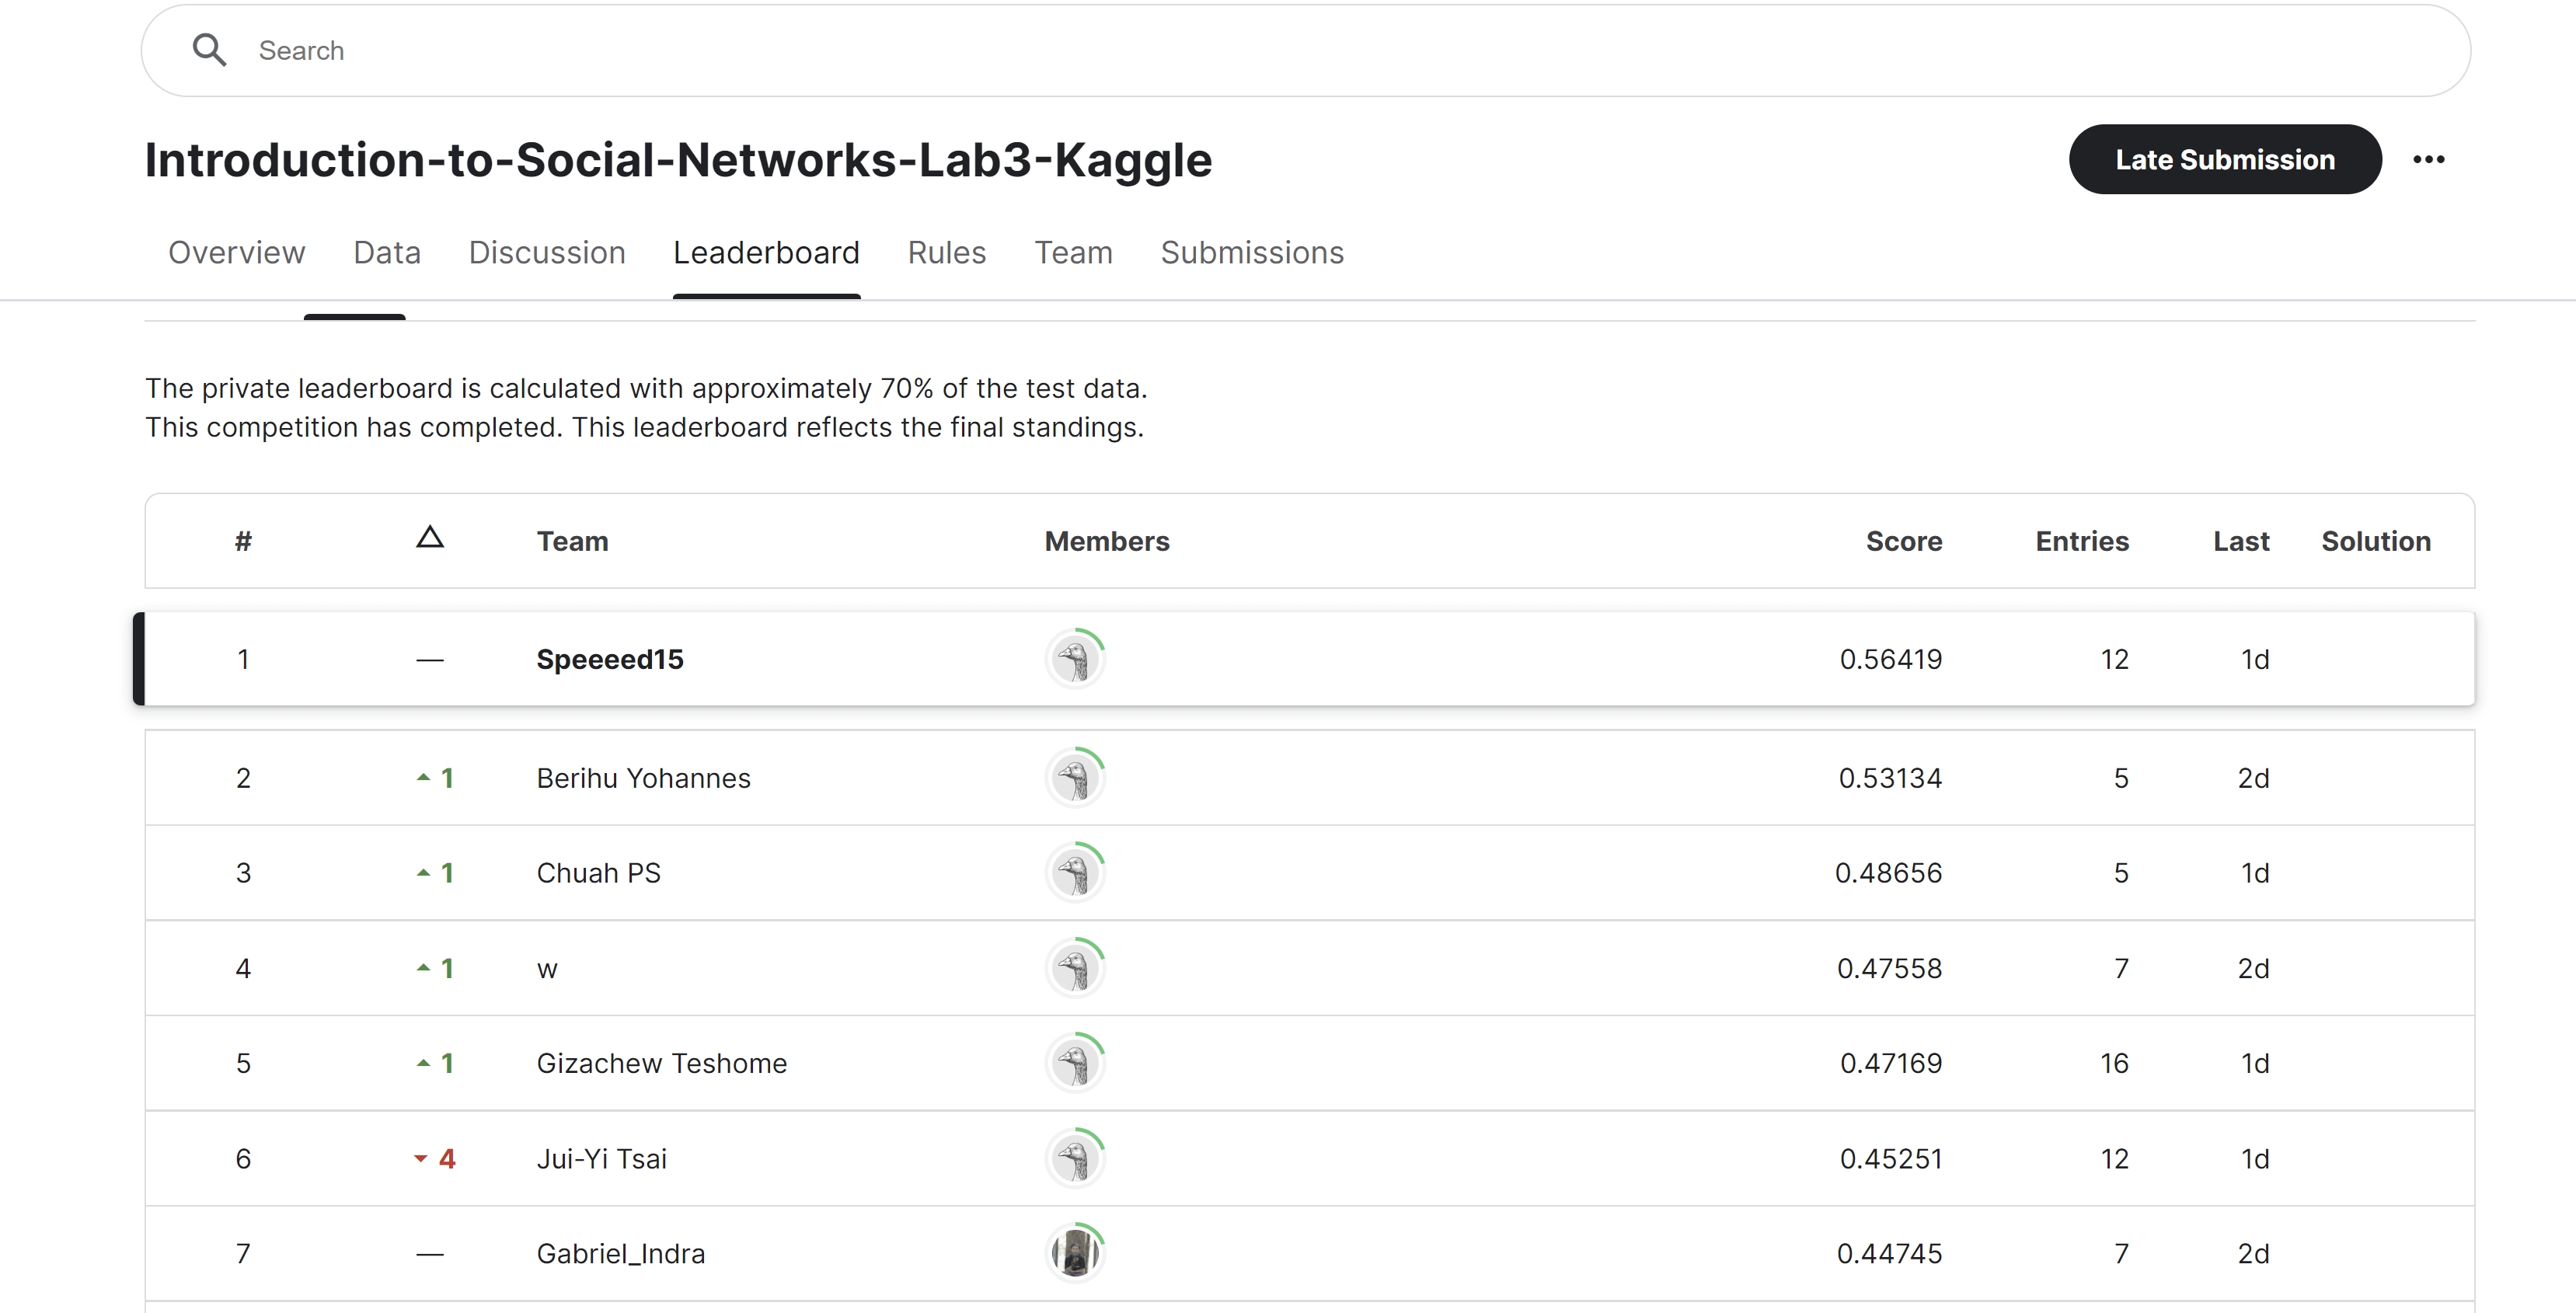 Search
Introduction-to-Social-Networks-Lab3-Kaggle
Late Submission
Overview Data Discussion Leaderboard Rules Team Submissions
The private leaderboard is calculated with approximately 70% of the test data.
This competition has completed. This leaderboard reflects the final standings.
# △ Team Members Score Entries Last Solution
1 — Speeeed15 0.56419 12 1d
2 1 Berihu Yohannes 0.53134 5 2d
3 1 Chuah PS 0.48656 5 1d
4 1 w 0.47558 7 2d
5 1 Gizachew Teshome 0.47169 16 1d
6 4 Jui-Yi Tsai 0.45251 12 1d
7 — Gabriel_Indra 0.44745 7 2d